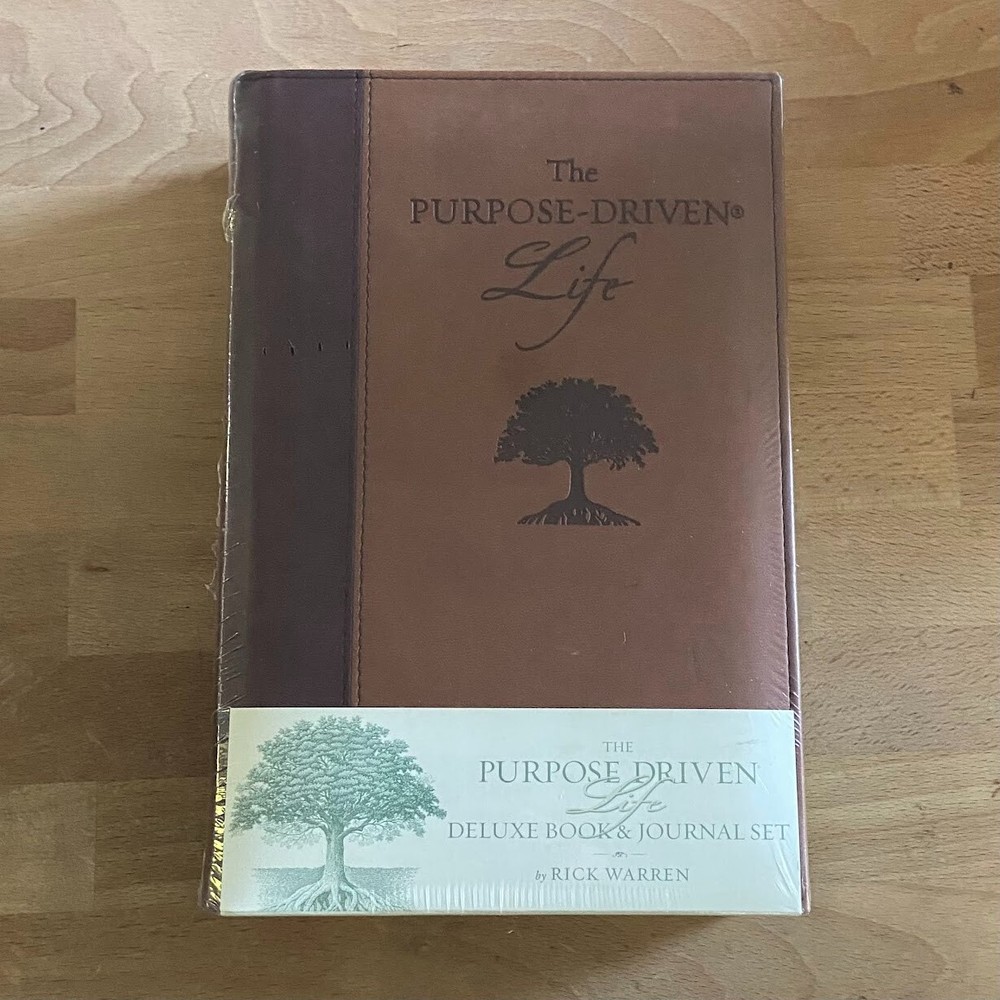 The
PURPOSE-DRIVEN®
Life
THE
PURPOSE DRIVEN
Life
DELUXE BOOK & JOURNAL SET
by RICK WARREN